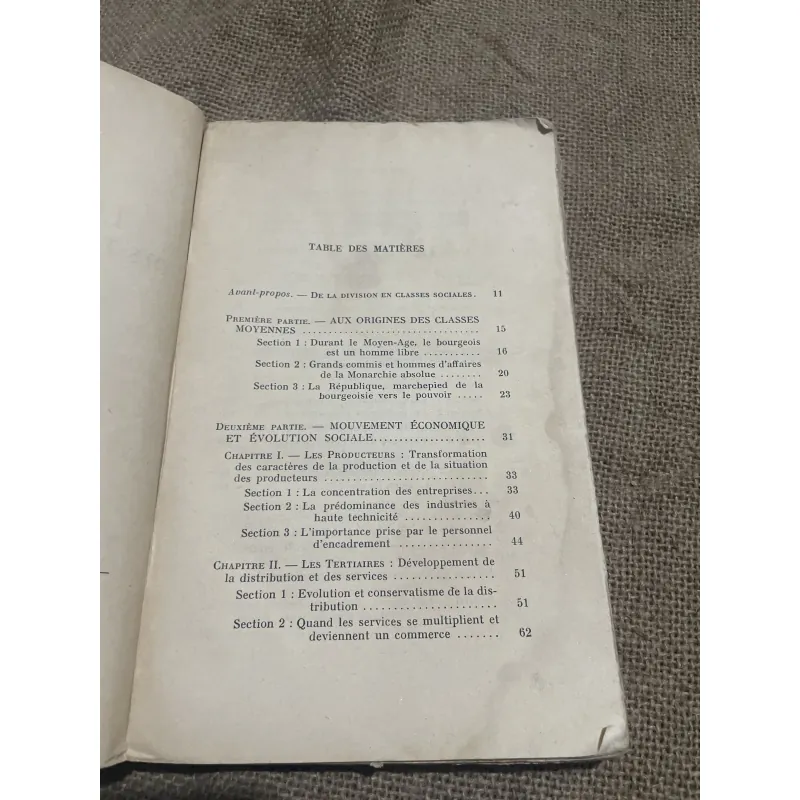 TABLE DES MATIÈRES
Avant-propos. — DE LA DIVISION EN CLASSES SOCIALES. 11
PREMIÈRE PARTIE. — AUX ORIGINES DES CLASSES
MOYENNES .................................. 15
Section 1 : Durant le Moyen-Age, le bourgeois
est un homme libre ........... 16
Section 2 : Grands commis et hommes d'affaires
de la Monarchie absolue ........ 20
Section 3 : La République, marchepied de la
bourgeoisie vers le pouvoir ..... 23
DEUXIÈME PARTIE. — MOUVEMENT ÉCONOMIQUE
ET ÉVOLUTION SOCIALE...................... 31
CHAPITRE I. — LES PRODUCTEURS : Transformation
des caractères de la production et de la situation
des producteurs .............................. 33
Section 1 : La concentration des entreprises... 33
Section 2 : La prédominance des industries à
haute technicité ............... 40
Section 3 : L'importance prise par le personnel
d'encadrement ................ 44
CHAPITRE II. — LES TERTIAIRES : Développement de
la distribution et des services ................. 51
Section 1 : Evolution et conservatisme de la dis-
tribution ...................... 51
Section 2 : Quand les services se multiplient et
deviennent un commerce ....... 62